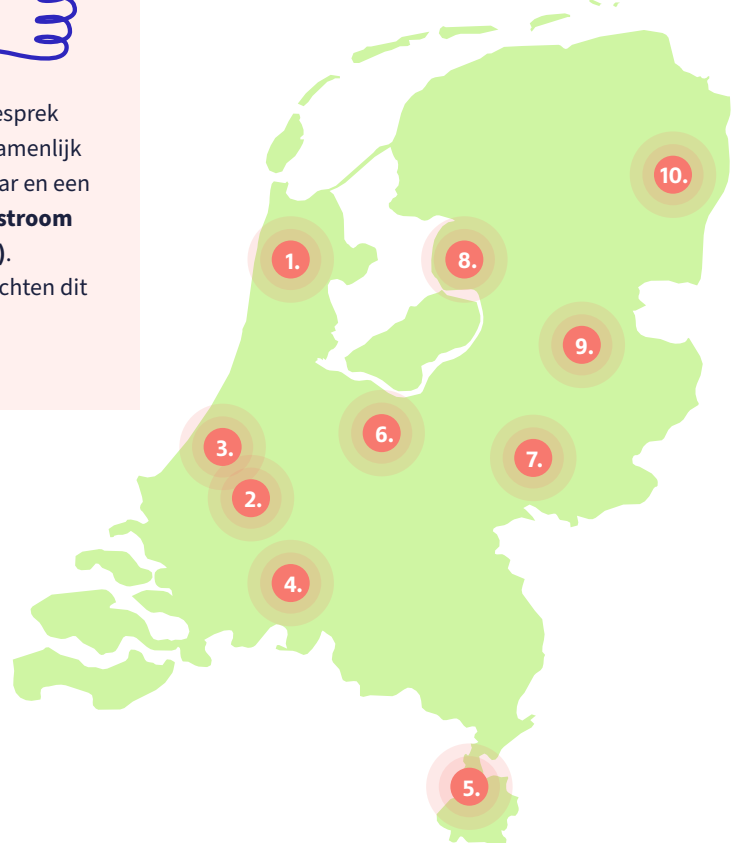 esprek
amenlijk
ar en een
stroom
).
chten dit
10.
1.
8.
9.
6.
3.
7.
2.
4.
5.